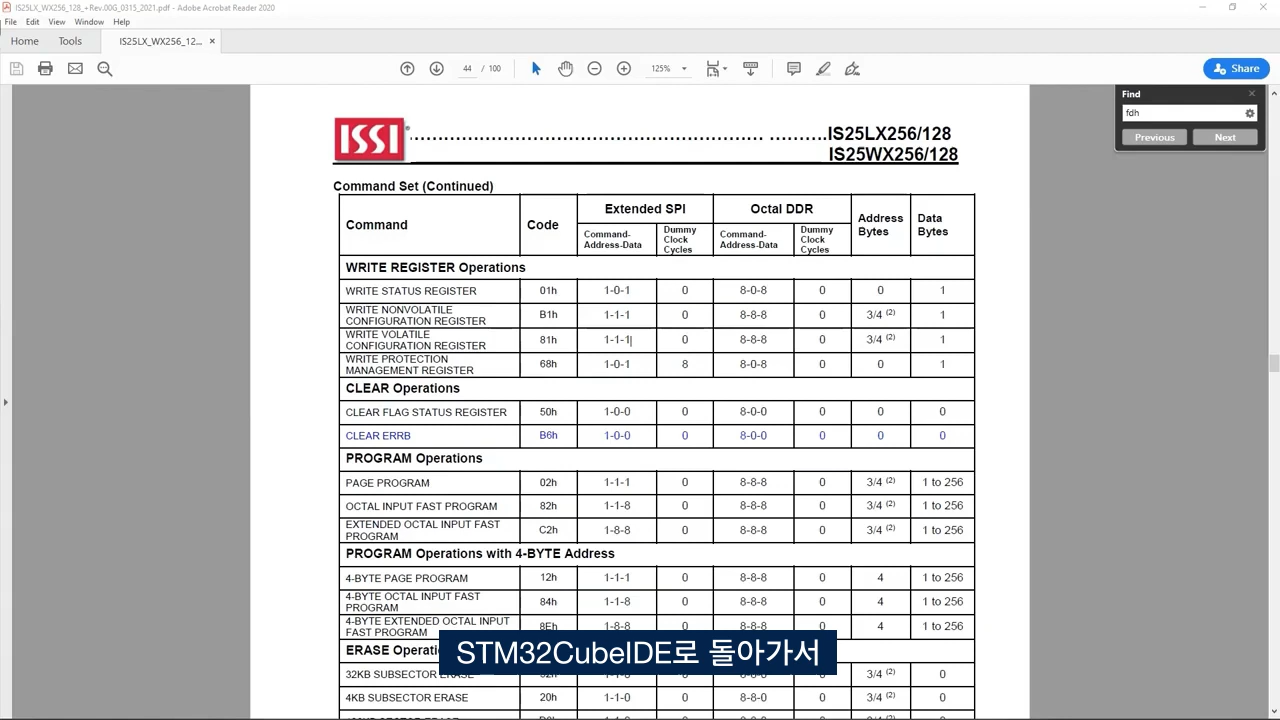 IS25LX_WX256_128_+Rev.00G_0315_2021.pdf - Adobe Acrobat Reader 2020
File Edit View Window Help
Home Tools IS25LX_WX256_12... ×
44 / 100 125% Share
Find
fdh
Previous Next
ISSI® ............................................................... ..........IS25LX256/128
IS25WX256/128
Command Set (Continued)
Command Code Extended SPI Octal DDR Address Bytes Data Bytes
Command-Address-Data Dummy Clock Cycles Command-Address-Data Dummy Clock Cycles
WRITE REGISTER Operations
WRITE STATUS REGISTER 01h 1-0-1 0 8-0-8 0 0 1
WRITE NONVOLATILE CONFIGURATION REGISTER B1h 1-1-1 0 8-8-8 0 3/4 (2) 1
WRITE VOLATILE CONFIGURATION REGISTER 81h 1-1-1 0 8-8-8 0 3/4 (2) 1
WRITE PROTECTION MANAGEMENT REGISTER 68h 1-0-1 8 8-0-8 0 0 1
CLEAR Operations
CLEAR FLAG STATUS REGISTER 50h 1-0-0 0 8-0-0 0 0 0
CLEAR ERRB B6h 1-0-0 0 8-0-0 0 0 0
PROGRAM Operations
PAGE PROGRAM 02h 1-1-1 0 8-8-8 0 3/4 (2) 1 to 256
OCTAL INPUT FAST PROGRAM 82h 1-1-8 0 8-8-8 0 3/4 (2) 1 to 256
EXTENDED OCTAL INPUT FAST PROGRAM C2h 1-8-8 0 8-8-8 0 3/4 (2) 1 to 256
PROGRAM Operations with 4-BYTE Address
4-BYTE PAGE PROGRAM 12h 1-1-1 0 8-8-8 0 4 1 to 256
4-BYTE OCTAL INPUT FAST PROGRAM 84h 1-1-8 0 8-8-8 0 4 1 to 256
4-BYTE EXTENDED OCTAL INPUT FAST PROGRAM 8Eh 1-8-8 0 8-8-8 0 4 1 to 256
ERASE
STM32CubeIDE로 돌아가서
32KB SUBSECTOR ERASE 3/4 (2) 0
4KB SUBSECTOR ERASE 20h 1-1-0 0 8-8-0 0 3/4 (2) 0